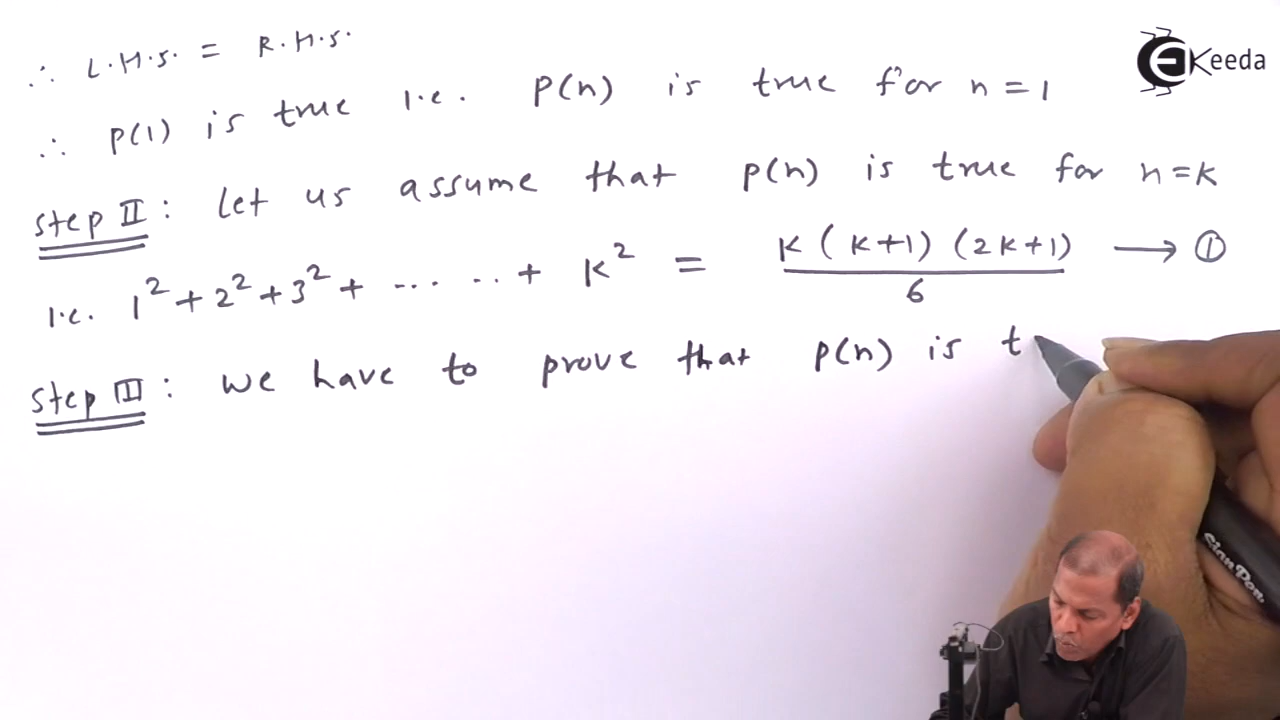 ∴ L.H.S. = R.H.S.
∴ P(1) is true i.e. P(n) is true for n = 1
Step II : Let us assume that P(n) is true for n = k
i.e. 1² + 2² + 3² + ... ... + k² = k(k+1)(2k+1)/6 → ①
Step III : We have to prove that P(n) is t
EKeeda